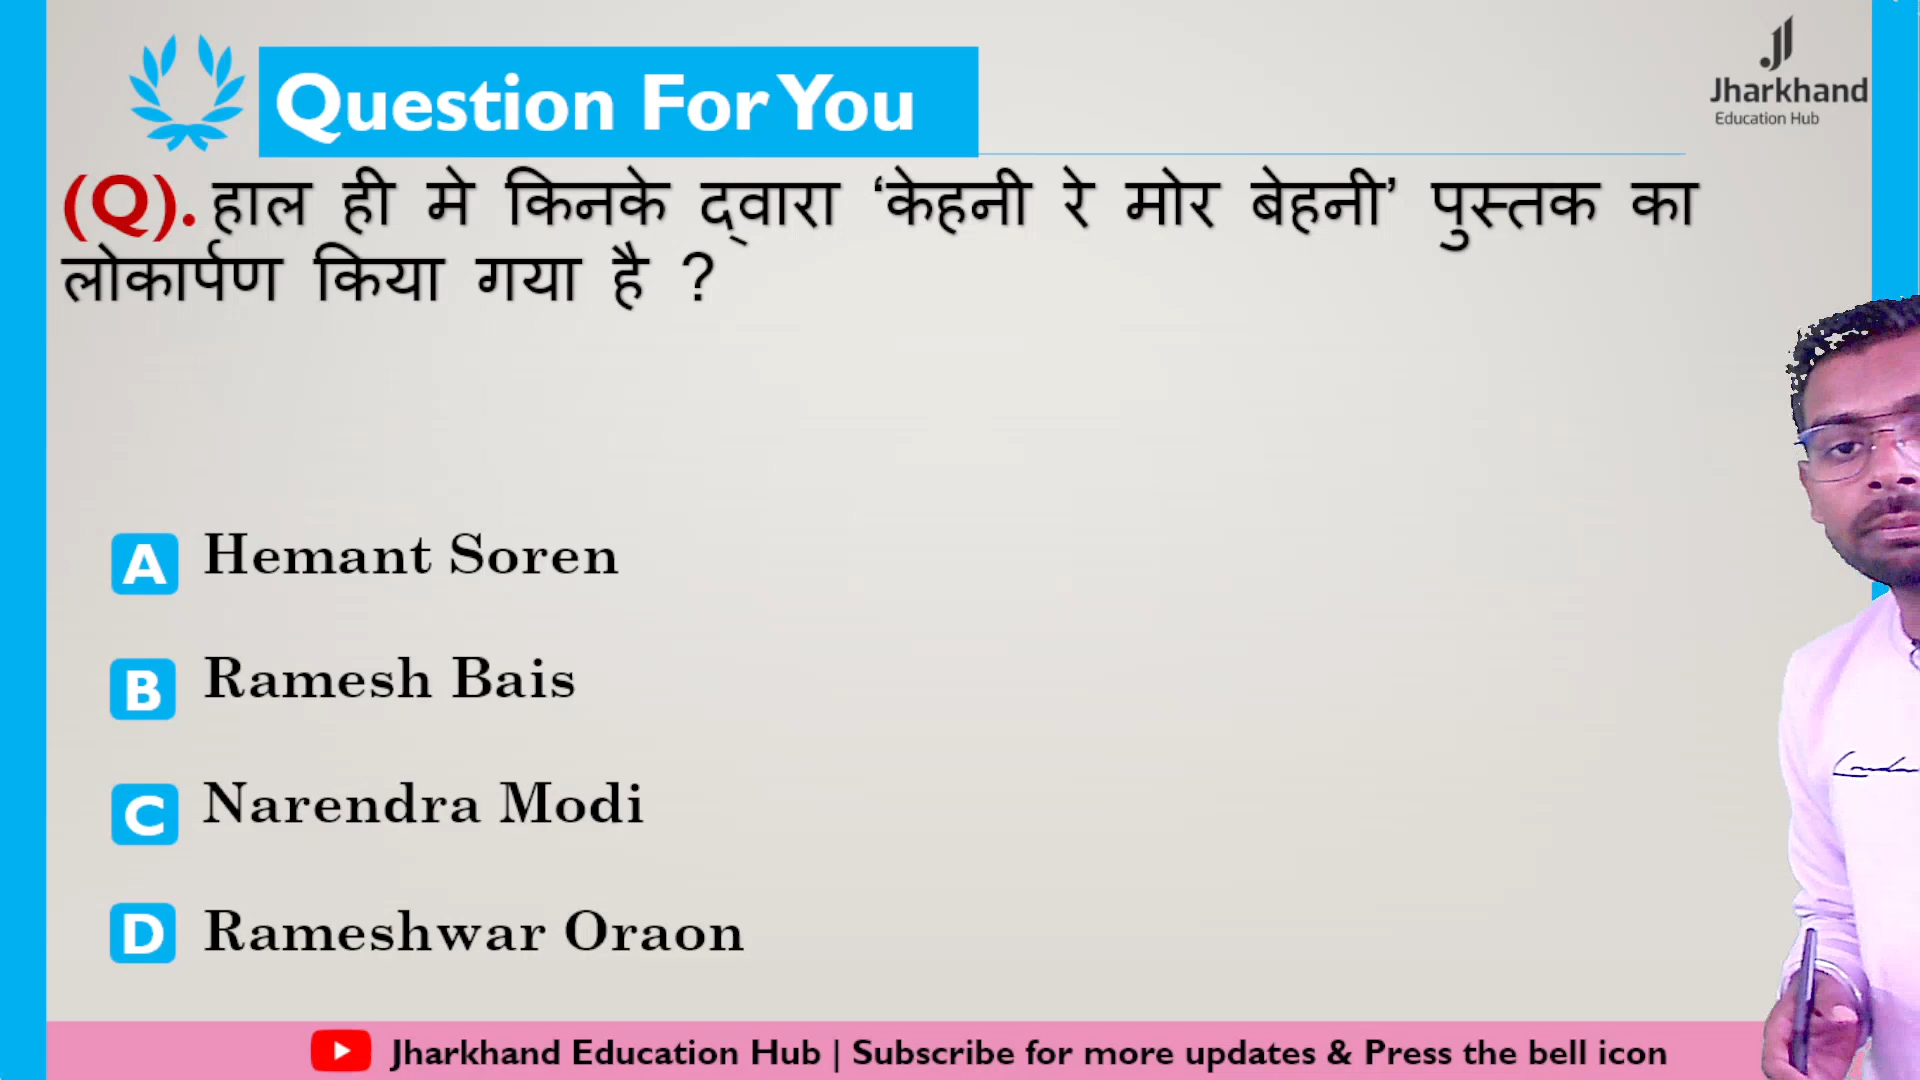 Question For You
Jharkhand
Education Hub
(Q). हाल ही मे किनके द्वारा ‘केहनी रे मोर बेहनी’ पुस्तक का
लोकार्पण किया गया है ?
A Hemant Soren
B Ramesh Bais
C Narendra Modi
D Rameshwar Oraon
Jharkhand Education Hub | Subscribe for more updates & Press the bell icon